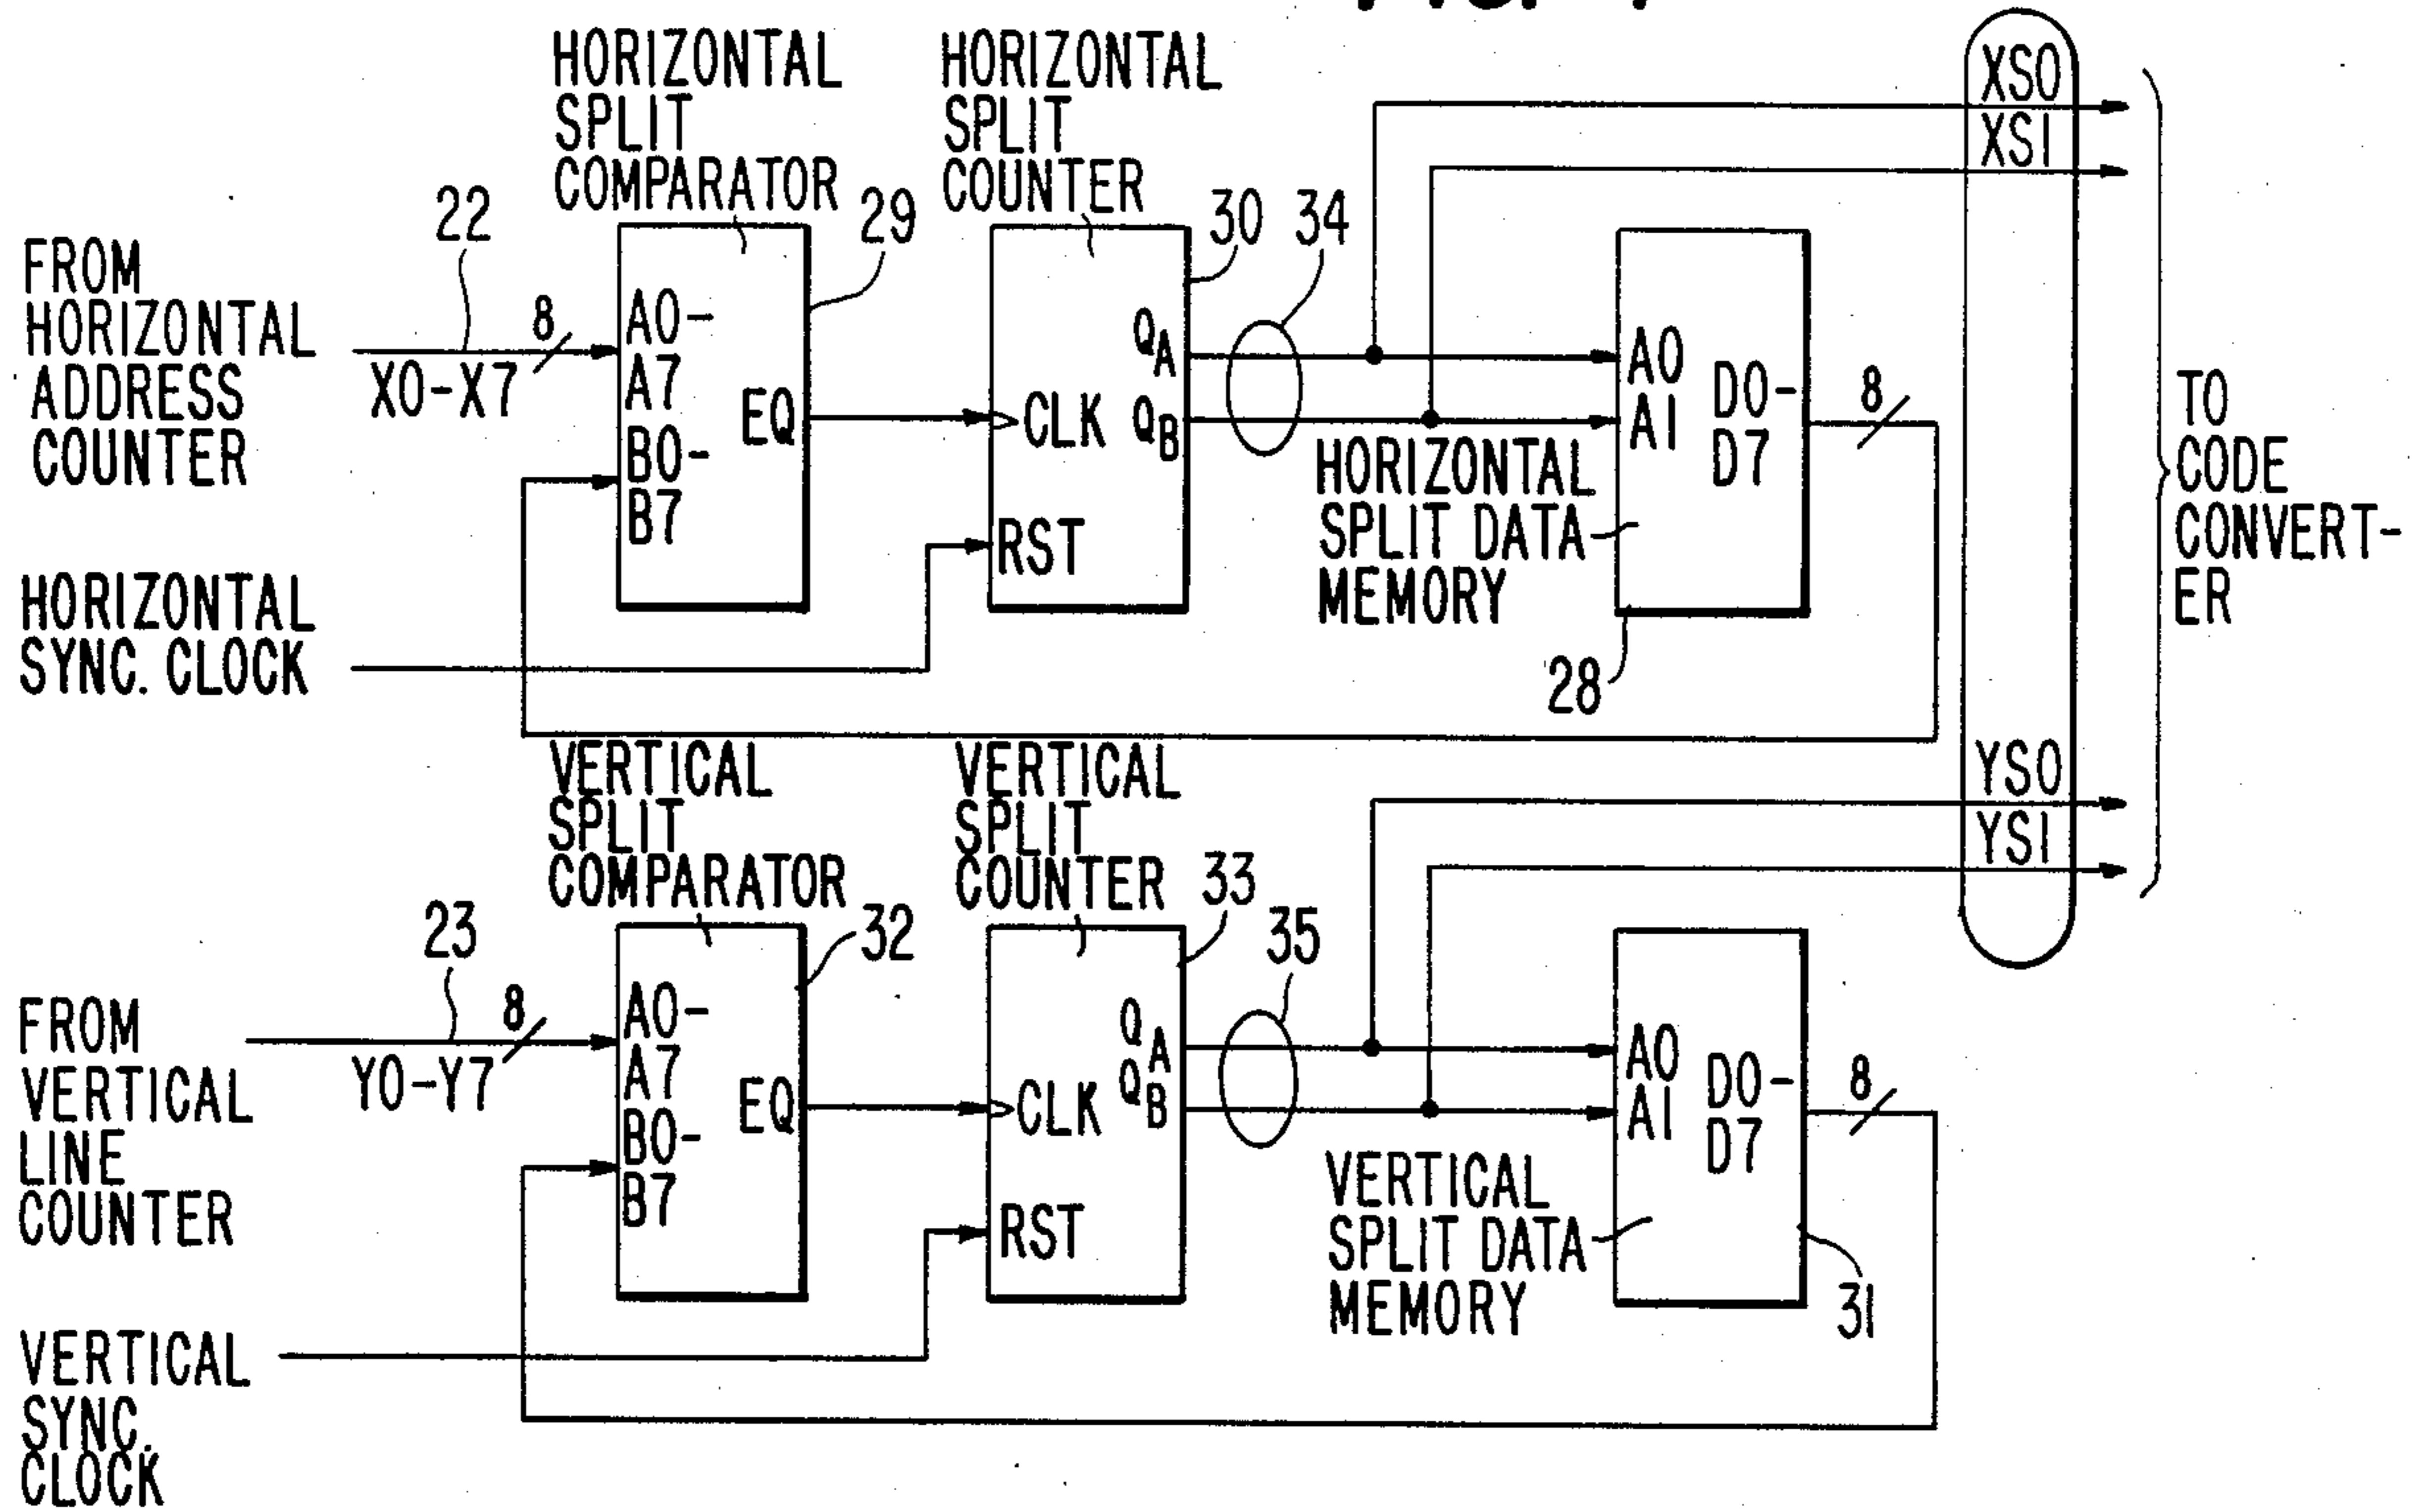 HORIZONTAL
SPLIT
COMPARATOR
HORIZONTAL
SPLIT
COUNTER
XS0
XS1
22
29
30
34
FROM
HORIZONTAL
ADDRESS
COUNTER
8
X0-X7
A0-
A7
B0-
B7
EQ
CLK
RST
QA
QB
A0
A1
D0-
D7
8
HORIZONTAL
SPLIT DATA
MEMORY
28
TO
CODE
CONVERT-
ER
HORIZONTAL
SYNC. CLOCK
VERTICAL
SPLIT
COMPARATOR
VERTICAL
SPLIT
COUNTER
YS0
YS1
23
32
33
35
FROM
VERTICAL
LINE
COUNTER
8
Y0-Y7
A0-
A7
B0-
B7
EQ
CLK
RST
QA
QB
A0
A1
D0-
D7
8
VERTICAL
SPLIT DATA
MEMORY
31
VERTICAL
SYNC.
CLOCK